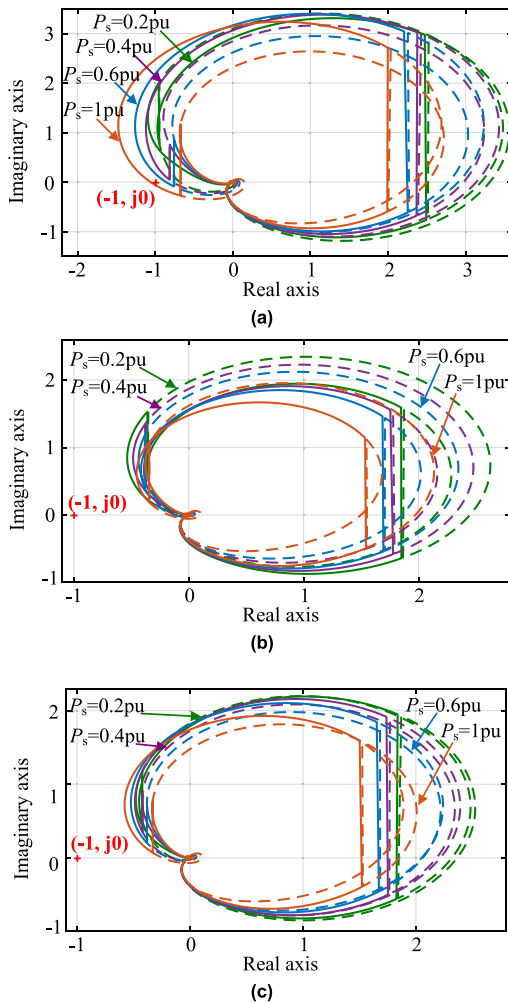 Pₛ=0.2pu
Pₛ=0.4pu
Pₛ=0.6pu
Pₛ=1pu
(-1, j0)
3
2
1
0
-1
-2
-1
0
1
2
3
Imaginary axis
Real axis
(a)
Pₛ=0.2pu
Pₛ=0.4pu
Pₛ=0.6pu
Pₛ=1pu
(-1, j0)
2
1
0
-1
-1
0
1
2
Imaginary axis
Real axis
(b)
Pₛ=0.2pu
Pₛ=0.4pu
Pₛ=0.6pu
Pₛ=1pu
(-1, j0)
2
1
0
-1
-1
0
1
2
Imaginary axis
Real axis
(c)